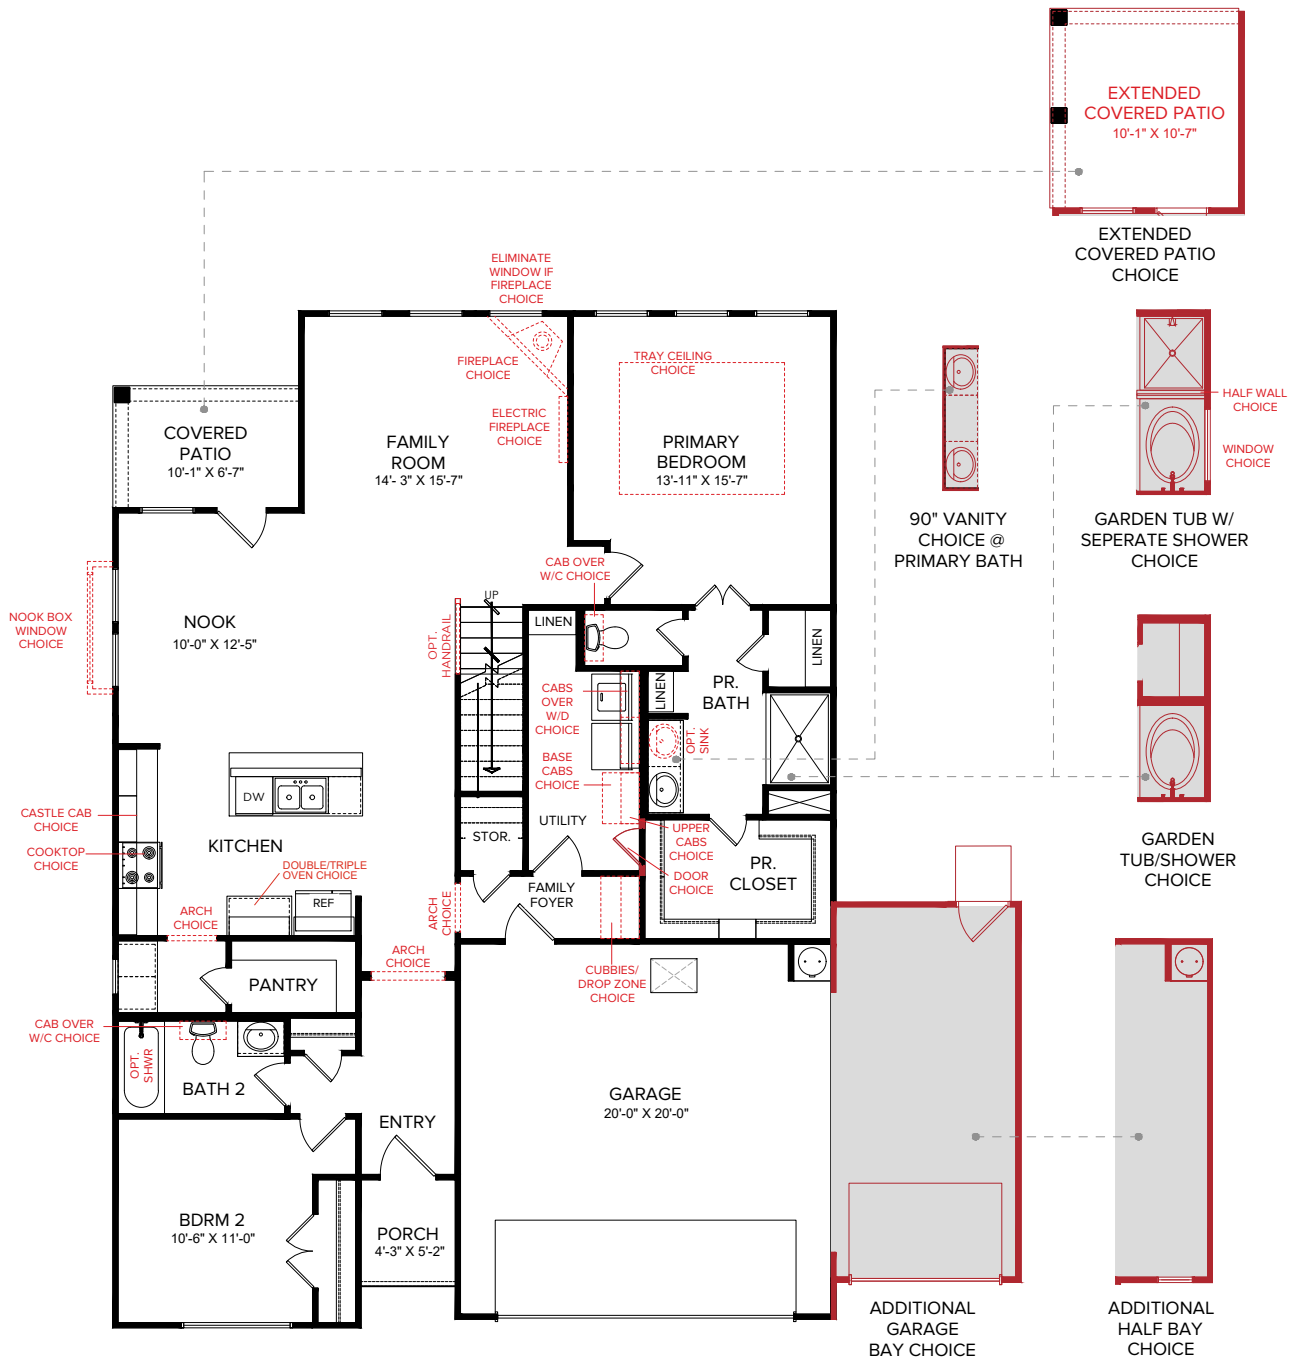 EXTENDED
COVERED PATIO
10'-1" X 10'-7"
EXTENDED
COVERED PATIO
CHOICE
ELIMINATE
WINDOW IF
FIREPLACE
CHOICE
FIREPLACE
CHOICE
ELECTRIC
FIREPLACE
CHOICE
TRAY CEILING
CHOICE
HALF WALL
CHOICE
WINDOW
CHOICE
COVERED
PATIO
10'-1" X 6'-7"
FAMILY
ROOM
14'- 3" X 15'-7"
PRIMARY
BEDROOM
13'-11" X 15'-7"
90" VANITY
CHOICE @
PRIMARY BATH
GARDEN TUB W/
SEPERATE SHOWER
CHOICE
CAB OVER
W/C CHOICE
NOOK BOX
WINDOW
CHOICE
NOOK
10'-0" X 12'-5"
OPT.
HANDRAIL
UP
LINEN
LINEN
LINEN
PR.
BATH
CABS
OVER
W/D
CHOICE
OPT.
SINK
BASE
CABS
CHOICE
DW
CASTLE CAB
CHOICE
COOKTOP
CHOICE
KITCHEN
DOUBLE/TRIPLE
OVEN CHOICE
REF
STOR.
UTILITY
UPPER
CABS
CHOICE
DOOR
CHOICE
PR.
CLOSET
GARDEN
TUB/SHOWER
CHOICE
FAMILY
FOYER
ARCH
CHOICE
ARCH
CHOICE
ARCH
CHOICE
CUBBIES/
DROP ZONE
CHOICE
PANTRY
CAB OVER
W/C CHOICE
OPT.
SHWR
BATH 2
ENTRY
GARAGE
20'-0" X 20'-0"
BDRM 2
10'-6" X 11'-0"
PORCH
4'-3" X 5'-2"
ADDITIONAL
GARAGE
BAY CHOICE
ADDITIONAL
HALF BAY
CHOICE